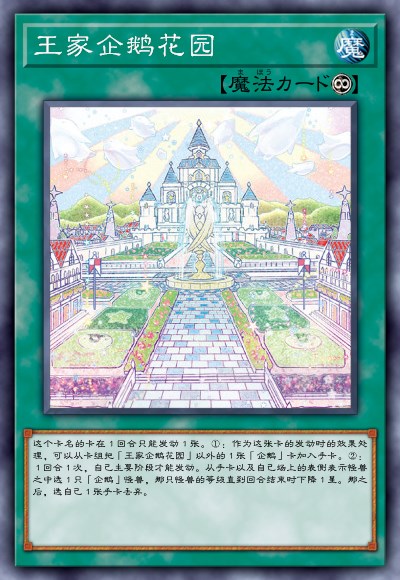 王家企鹅花园
魔
【魔法カード】
まほう
这个卡名的卡在1回合只能发动1张。①：作为这张卡的发动时的效果处
理，可以从卡组把「王家企鹅花园」以外的1张「企鹅」卡加入手卡。②：
1回合1次，自己主要阶段才能发动。从手卡以及自己场上的表侧表示怪兽
之中选1只「企鹅」怪兽，那只怪兽的等级直到回合结束时下降1星。那之
后，选自己1张手卡丢弃。